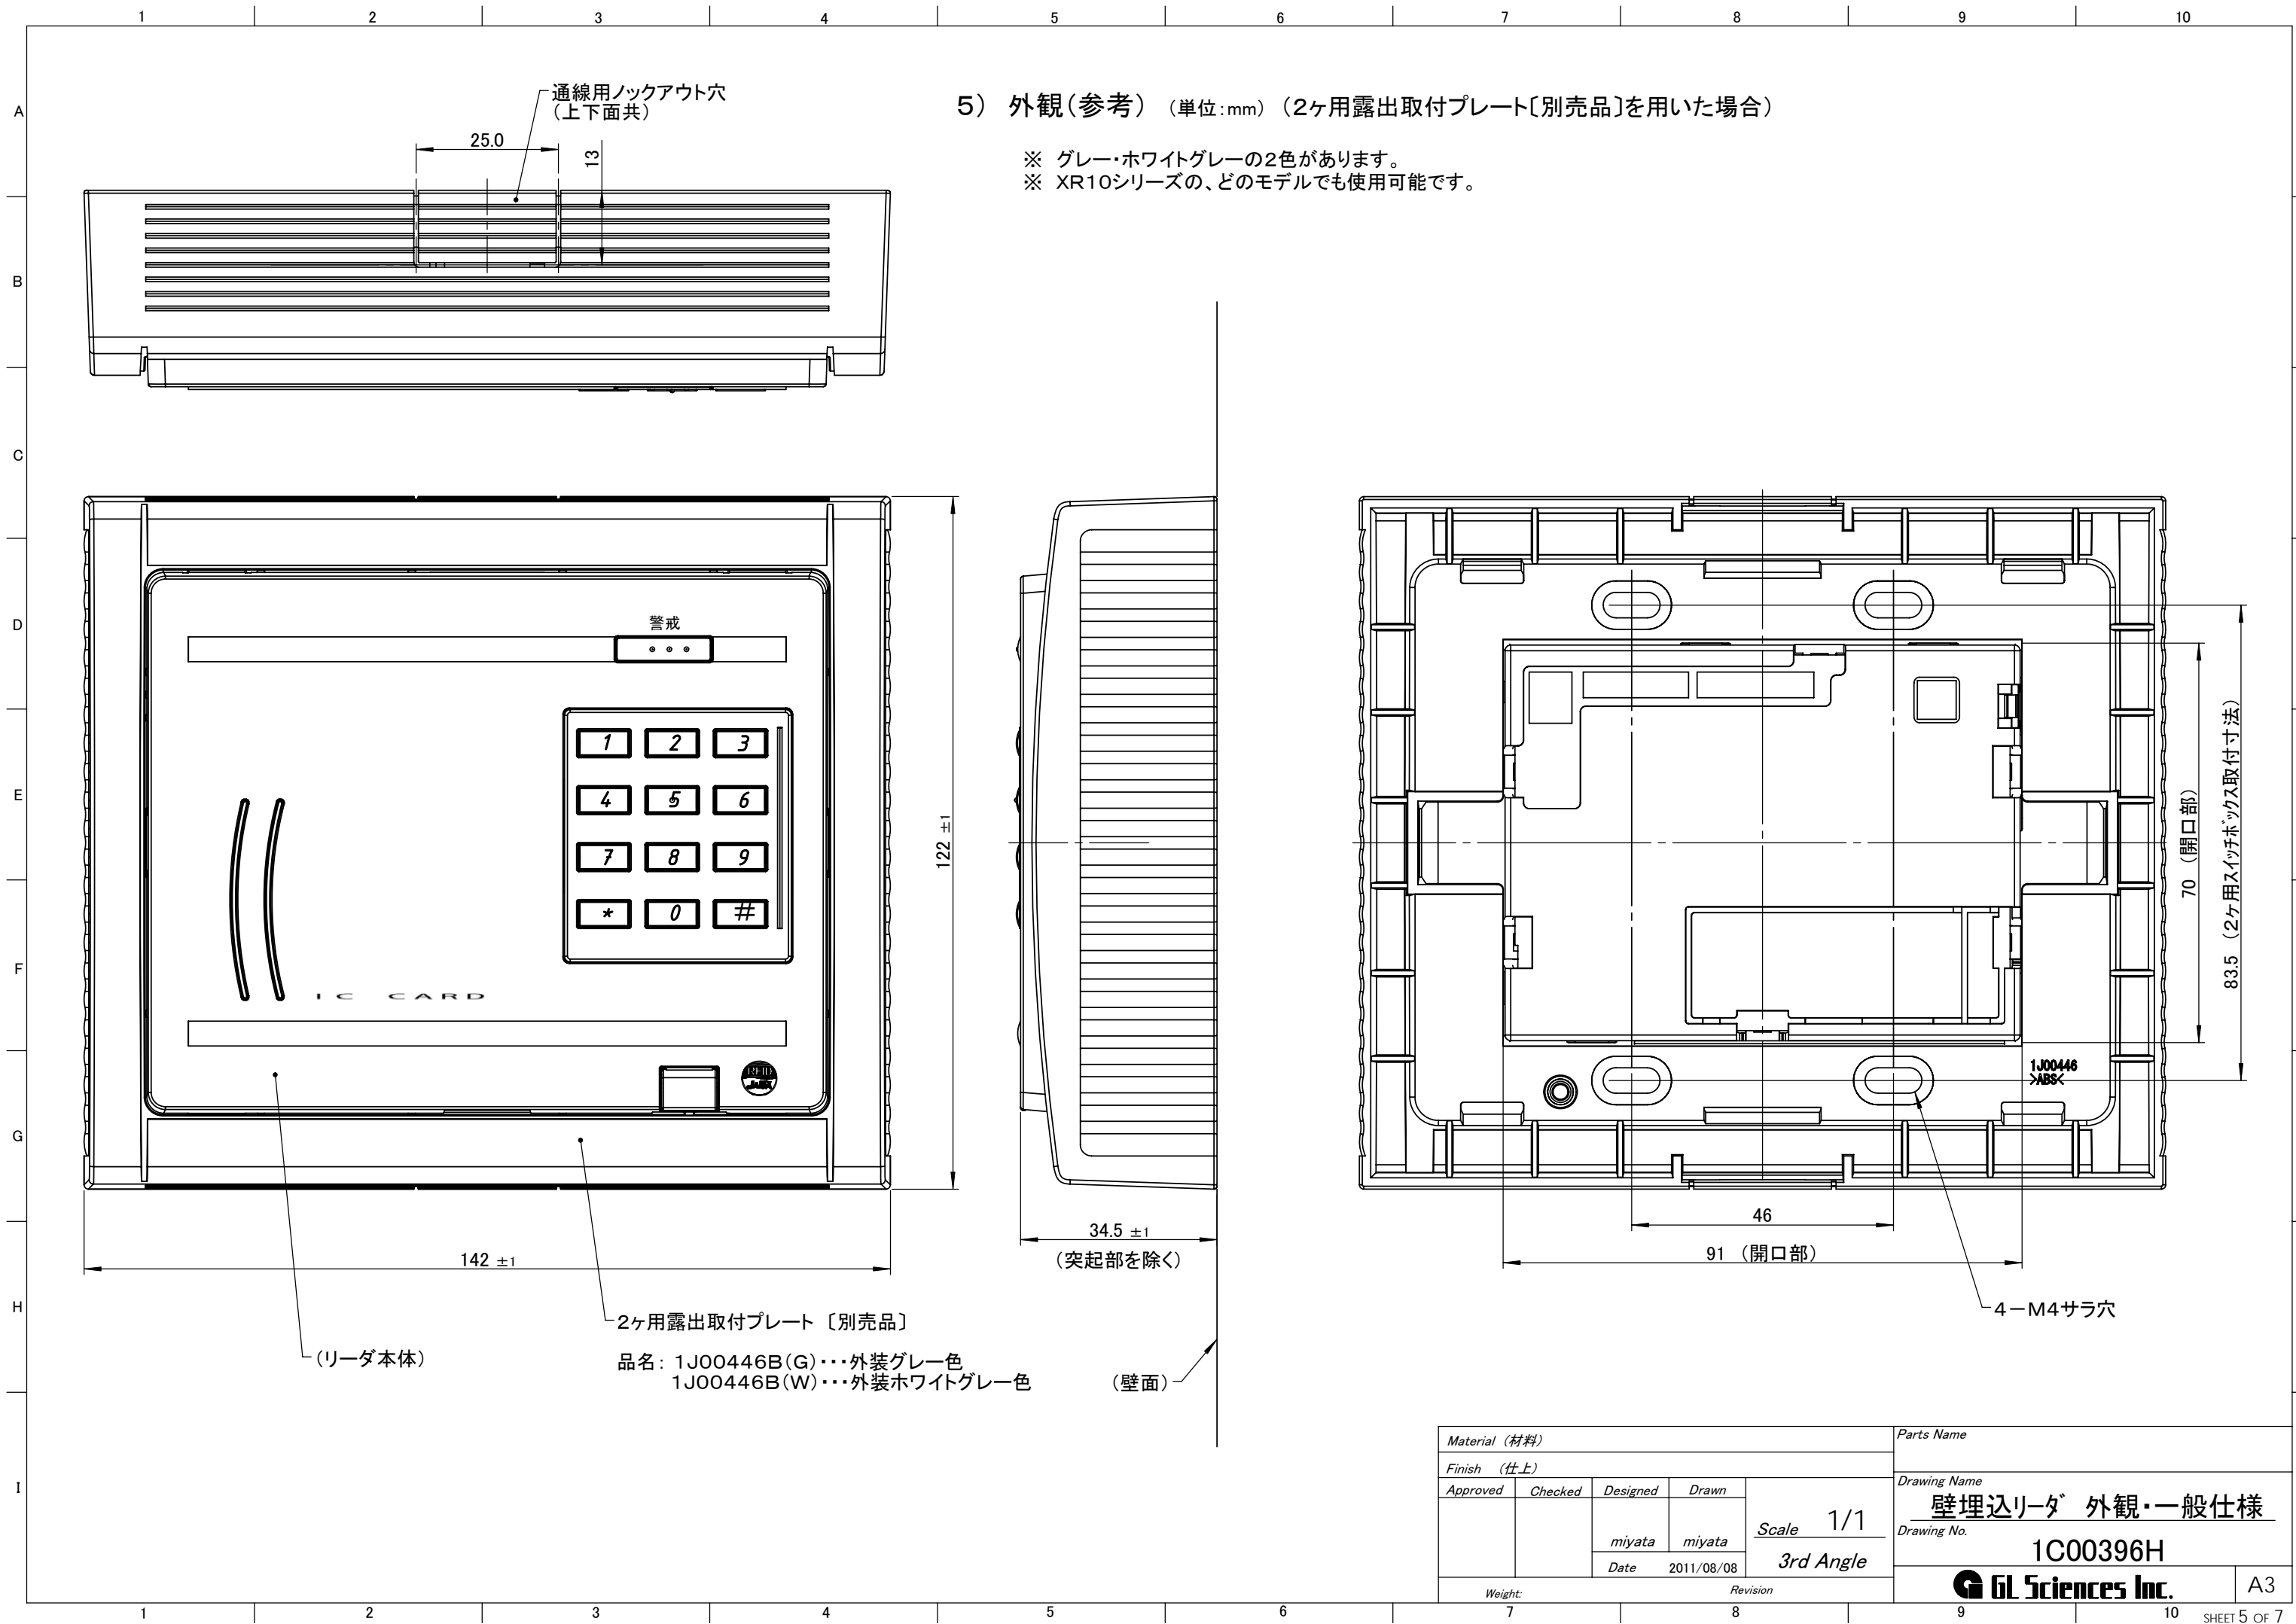 1 2 3 4 5 6 7 8 9 10
A
B
C
D
E
F
G
H
I
5) 外観(参考) (単位:mm) (2ヶ用露出取付プレート〔別売品〕を用いた場合)
※ グレー・ホワイトグレーの2色があります。
※ XR10シリーズの、どのモデルでも使用可能です。
通線用ノックアウト穴
(上下面共)
25.0
13
警戒
1 2 3
4 5 6
7 8 9
* 0 #
IC CARD
122 ±1
142 ±1
34.5 ±1
(突起部を除く)
(壁面)
(リーダ本体)
2ヶ用露出取付プレート 〔別売品〕
品名: 1J00446B(G)・・・外装グレー色
1J00446B(W)・・・外装ホワイトグレー色
70 (開口部)
83.5 (2ヶ用スイッチボックス取付寸法)
1J00446
>ABS<
46
91 (開口部)
4-M4サラ穴
Material (材料)
Finish (仕上)
Approved Checked Designed Drawn
miyata miyata
Date 2011/08/08
Scale 1/1
3rd Angle
Weight: Revision
Parts Name
Drawing Name
壁埋込リーダ 外観・一般仕様
Drawing No.
1C00396H
GL Sciences Inc.
A3
1 2 3 4 5 6 7 8 9 10
SHEET 5 OF 7